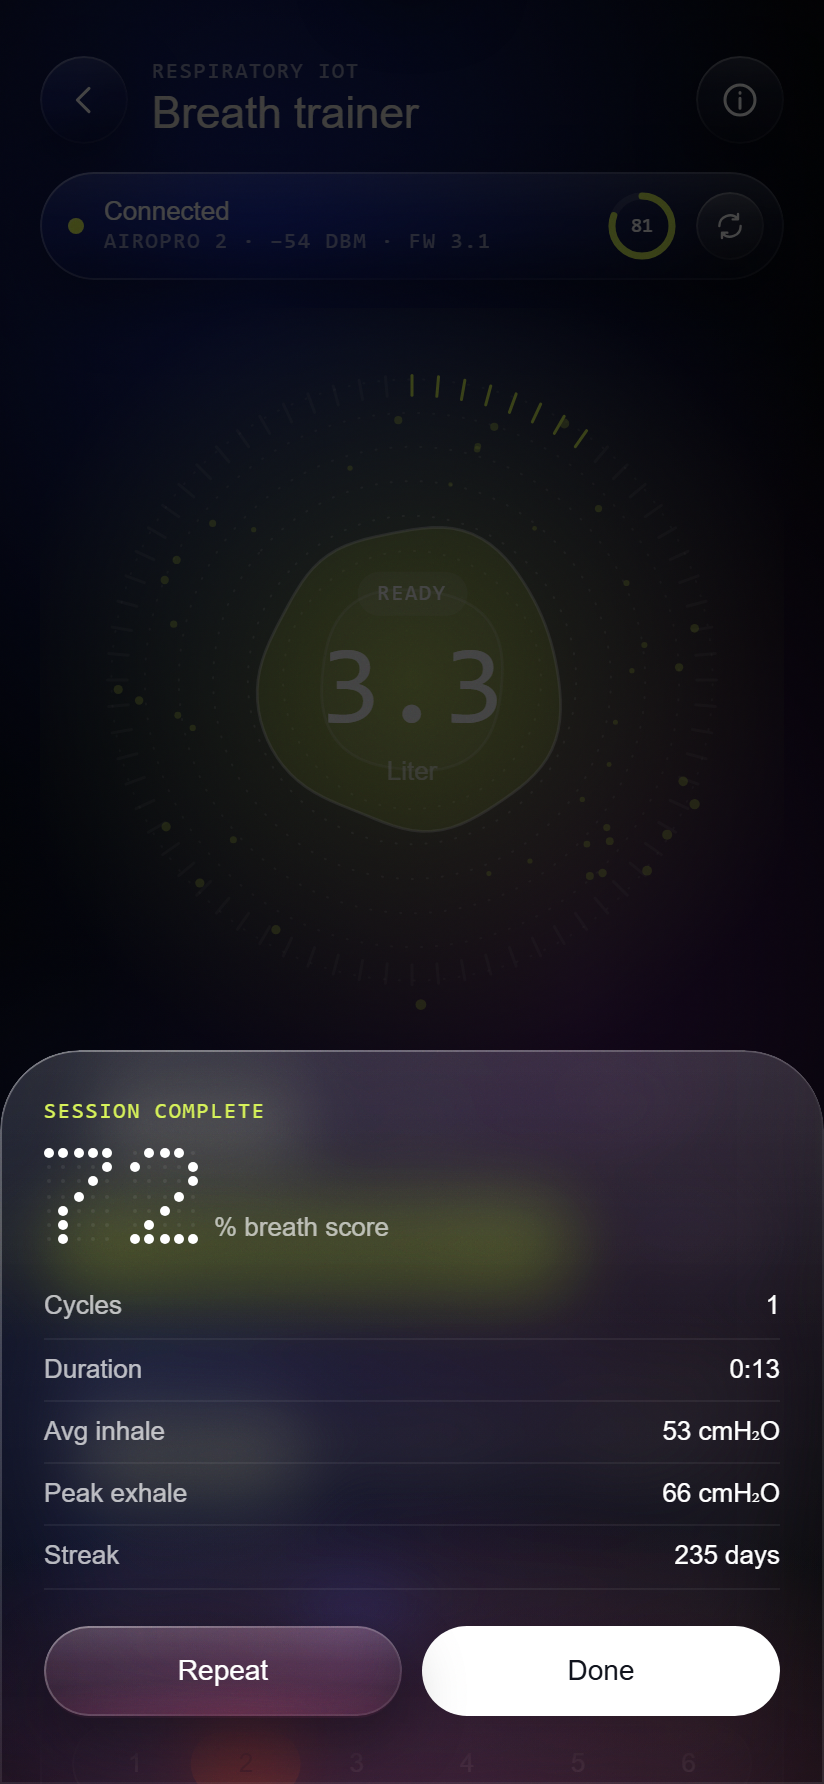 RESPIRATORY IOT
Breath trainer
Connected
AIROPRO 2 · −54 DBM · FW 3.1
81
READY
3.3
Liter
SESSION COMPLETE
72 % breath score
Cycles 1
Duration 0:13
Avg inhale 53 cmH₂O
Peak exhale 66 cmH₂O
Streak 235 days
Repeat Done
1 2 3 4 5 6